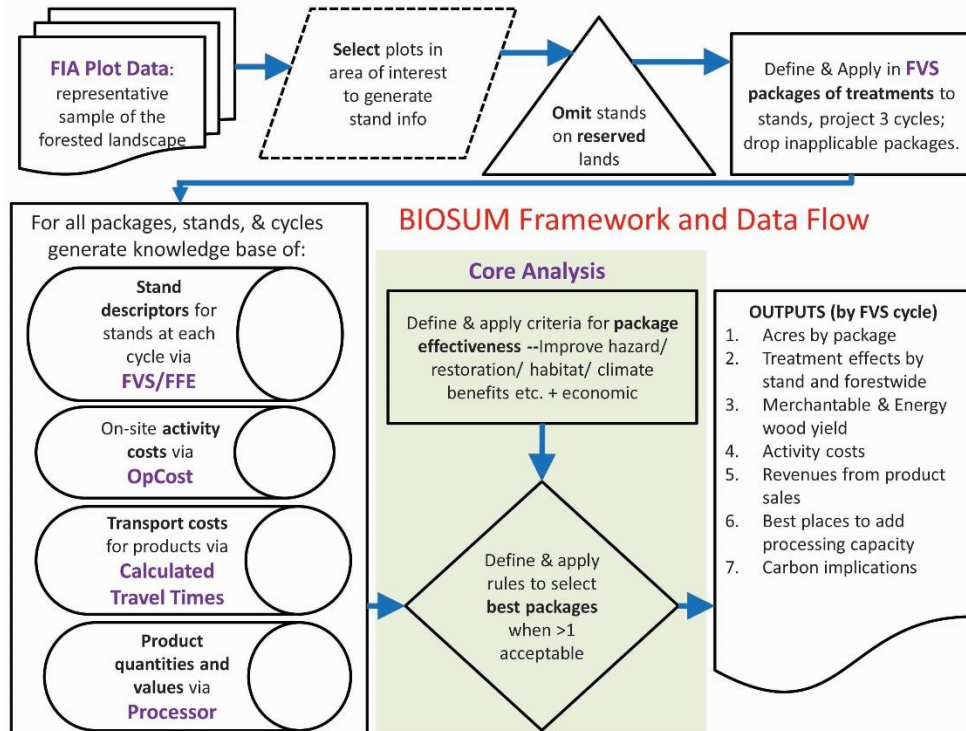 FIA Plot Data:
representative
sample of the
forested landscape
Select plots in
area of interest
to generate
stand info
Omit stands
on reserved
lands
Define & Apply in FVS
packages of treatments to
stands, project 3 cycles;
drop inapplicable packages.
For all packages, stands, & cycles
generate knowledge base of:
Stand
descriptors for
stands at each
cycle via
FVS/FFE
On-site activity
costs via
OpCost
Transport costs
for products via
Calculated
Travel Times
Product
quantities and
values via
Processor
BIOSUM Framework and Data Flow
Core Analysis
Define & apply criteria for package
effectiveness --Improve hazard/
restoration/ habitat/ climate
benefits etc. + economic
Define & apply
rules to select
best packages
when >1
acceptable
OUTPUTS (by FVS cycle)
1. Acres by package
2. Treatment effects by
stand and forestwide
3. Merchantable & Energy
wood yield
4. Activity costs
5. Revenues from product
sales
6. Best places to add
processing capacity
7. Carbon implications